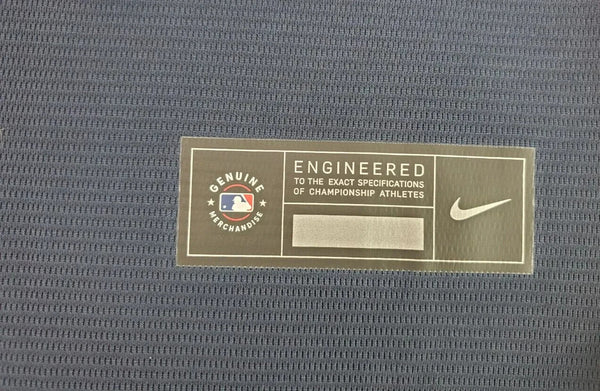 GENUINE
MERCHANDISE
ENGINEERED
TO THE EXACT SPECIFICATIONS
OF CHAMPIONSHIP ATHLETES